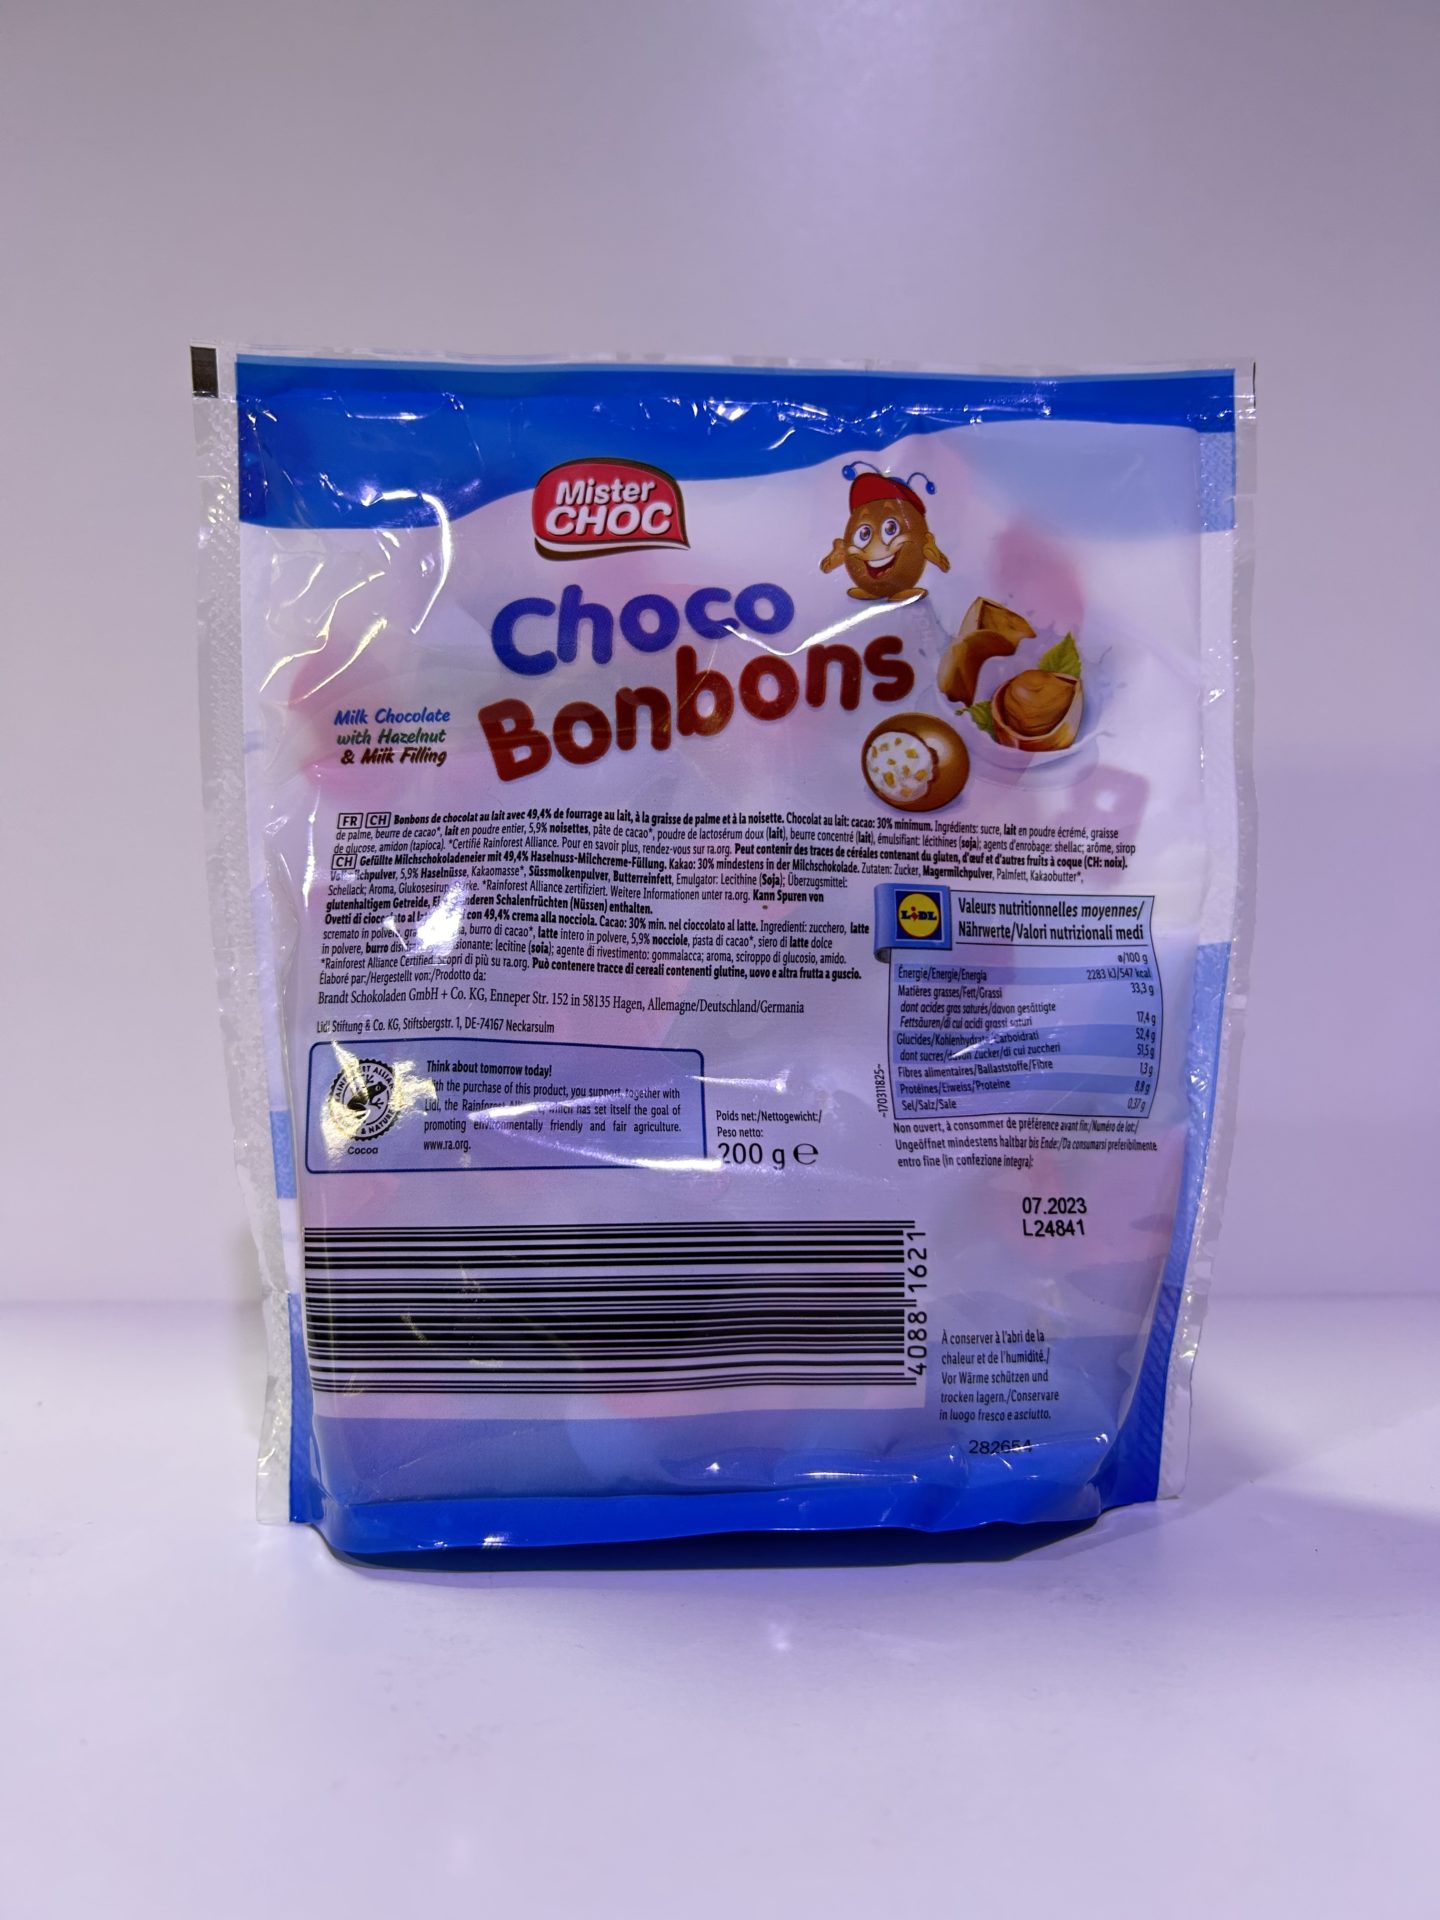 Mister
CHOC
Choco
Bonbons
Milk Chocolate
with Hazelnut
& Milk Filling
FR CH Bonbons de chocolat au lait avec 49,4% de fourrage au lait, à la graisse de palme et à la noisette. Chocolat au lait: cacao: 30% minimum. Ingrédients: sucre, lait en poudre écrémé, graisse
de palme, beurre de cacao*, lait en poudre entier, 5,9% noisettes, pâte de cacao*, poudre de lactosérum doux (lait), beurre concentré (lait), émulsifiant: lécithines (soja); agents d'enrobage: shellac; arôme, sirop
de glucose, amidon (tapioca). *Certifié Rainforest Alliance. Pour en savoir plus, rendez-vous sur ra.org. Peut contenir des traces de céréales contenant du gluten, d'œuf et d'autres fruits à coque (CH: noix).
CH Gefüllte Milchschokoladeneier mit 49,4% Haselnuss-Milchcreme-Füllung. Kakao: 30% mindestens in der Milchschokolade. Zutaten: Zucker, Magermilchpulver, Palmfett, Kakaobutter*,
5,9% Haselnüsse, Kakaomasse*, Süssmolkenpulver, Butterreinfett, Emulgator: Lecithine (Soja); Überzugsmittel:
Schellack; Aroma, Glukosesirup, *Rainforest Alliance zertifiziert. Weitere Informationen unter ra.org. Kann Spuren von
glutenhaltigem Getreide, Schalenfrüchten (Nüssen) enthalten.
Ovetti di con 49,4% crema alla nocciola. Cacao: 30% min. nel cioccolato al latte. Ingredienti: zucchero, latte
scremato in polvere, burro di cacao*, latte intero in polvere, 5,9% nocciole, pasta di cacao*, siero di latte dolce
in polvere, burro lecitine (soia); agente di rivestimento: gommalacca; aroma, sciroppo di glucosio, amido.
*Rainforest Alliance Certified. Scopri di più su ra.org. Può contenere tracce di cereali contenenti glutine, uovo e altra frutta a guscio.
Élaboré par:/Hergestellt von:/Prodotto da:
Brandt Schokoladen GmbH + Co. KG, Enneper Str. 152 in 58135 Hagen, Allemagne/Deutschland/Germania
Lidl Stiftung & Co. KG, Stiftsbergstr. 1, DE-74167 Neckarsulm
LIDL
Valeurs nutritionnelles moyennes/
Nährwerte/Valori nutrizionali medi
ø/100 g
Énergie/Energie/Energia 2283 kJ/547 kcal
Matières grasses/Fett/Grassi 33,3 g
dont acides gras saturés/davon gesättigte
Fettsäuren/di cui acidi grassi saturi 17,4 g
Glucides/Kohlenhydrate/Carboidrati 52,4 g
dont sucres/davon Zucker/di cui zuccheri 51,5 g
Fibres alimentaires/Ballaststoffe/Fibre 1,3 g
Protéines/Eiweiss/Proteine 8,8 g
Sel/Salz/Sale 0,37 g
Non ouvert, à consommer de préférence avant fin:/Numéro de lot:/
Ungeöffnet mindestens haltbar bis Ende:/Da consumarsi preferibilmente
entro fine (in confezione integra):
Cocoa
Think about tomorrow today!
With the purchase of this product, you support, together with
Lidl, the Rainforest which has set itself the goal of
promoting environmentally friendly and fair agriculture.
www.ra.org.
-170311825-
Poids net:/Nettogewicht:/
Peso netto:
200 g e
07.2023
L24841
4088 1621
À conserver à l'abri de la
chaleur et de l'humidité./
Vor Wärme schützen und
trocken lagern./Conservare
in luogo fresco e asciutto.
282654